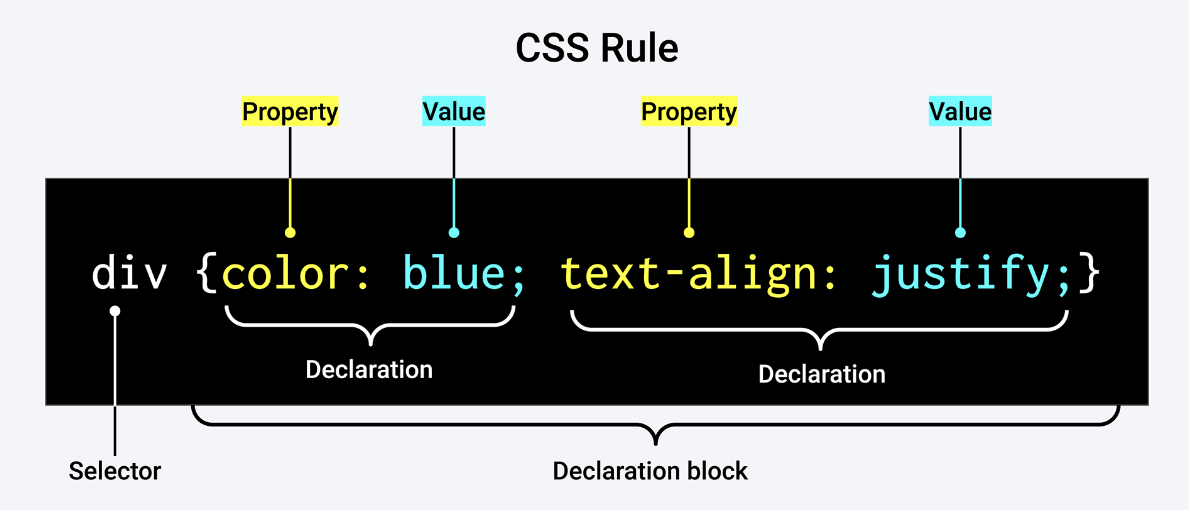 CSS Rule
Property Value Property Value
div {color: blue; text-align: justify;}
Declaration Declaration
Selector Declaration block